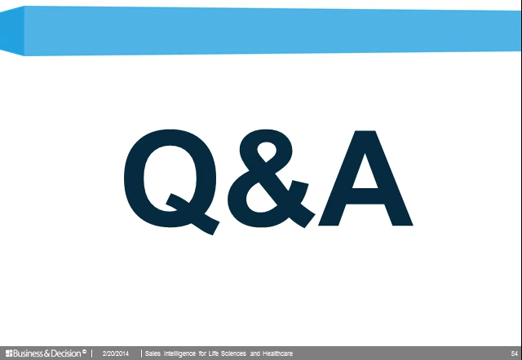 Q&A
Business&Decision© | 2/20/2014 | Sales Intelligence for Life Sciences and Healthcare 54